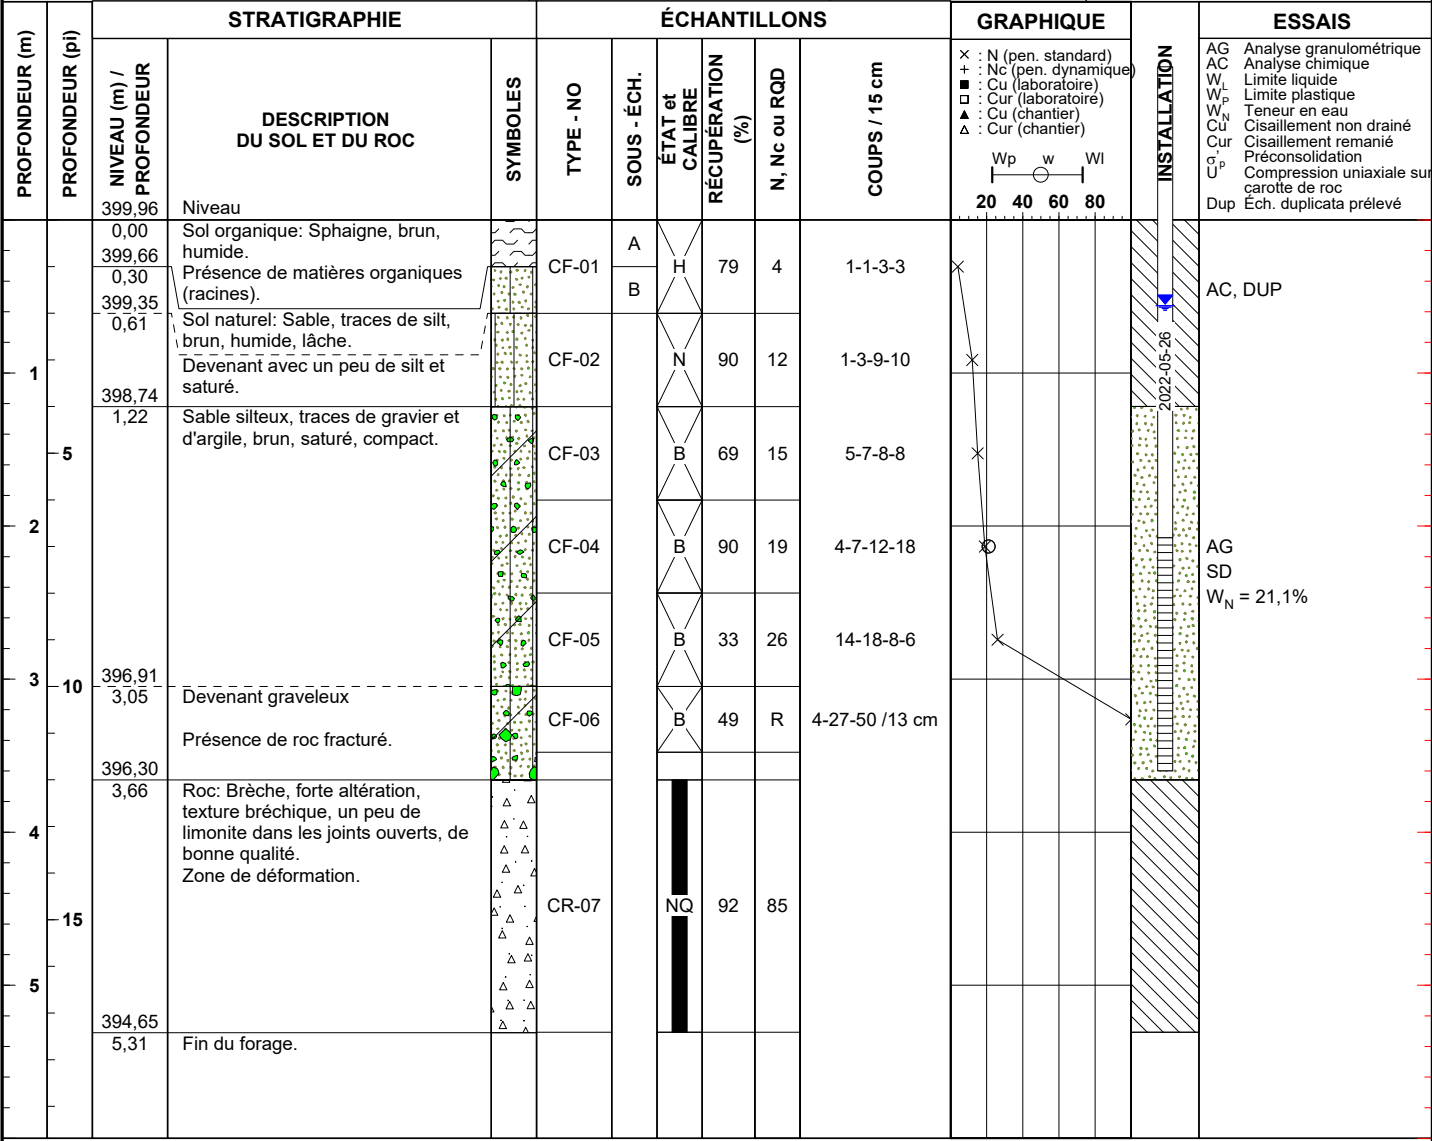 STRATIGRAPHIE
ÉCHANTILLONS
GRAPHIQUE
ESSAIS
PROFONDEUR (m)
PROFONDEUR (pi)
NIVEAU (m) /
PROFONDEUR
DESCRIPTION
DU SOL ET DU ROC
SYMBOLES
TYPE - NO
SOUS - ÉCH.
ÉTAT et
CALIBRE
RÉCUPÉRATION
(%)
N, Nc ou RQD
COUPS / 15 cm
× : N (pen. standard)
+ : Nc (pen. dynamique)
■ : Cu (laboratoire)
□ : Cur (laboratoire)
▲ : Cu (chantier)
△ : Cur (chantier)
Wp w Wl
20 40 60 80
INSTALLATION
AG Analyse granulométrique
AC Analyse chimique
WL Limite liquide
WP Limite plastique
WN Teneur en eau
Cu Cisaillement non drainé
Cur Cisaillement remanié
σ'p Préconsolidation
U Compression uniaxiale sur
carotte de roc
Dup Éch. duplicata prélevé
399,96 Niveau
0,00 Sol organique: Sphaigne, brun,
humide.
399,66
0,30 Présence de matières organiques
(racines).
399,35
0,61 Sol naturel: Sable, traces de silt,
brun, humide, lâche.
Devenant avec un peu de silt et
saturé.
398,74
1,22 Sable silteux, traces de gravier et
d'argile, brun, saturé, compact.
396,91
3,05 Devenant graveleux
Présence de roc fracturé.
396,30
3,66 Roc: Brèche, forte altération,
texture bréchique, un peu de
limonite dans les joints ouverts, de
bonne qualité.
Zone de déformation.
394,65
5,31 Fin du forage.
1
2
3
4
5
5
10
15
CF-01 A B H 79 4 1-1-3-3
CF-02 N 90 12 1-3-9-10
CF-03 B 69 15 5-7-8-8
CF-04 B 90 19 4-7-12-18
CF-05 B 33 26 14-18-8-6
CF-06 B 49 R 4-27-50 /13 cm
CR-07 NQ 92 85
2022-05-26
AC, DUP
AG
SD
WN = 21,1%